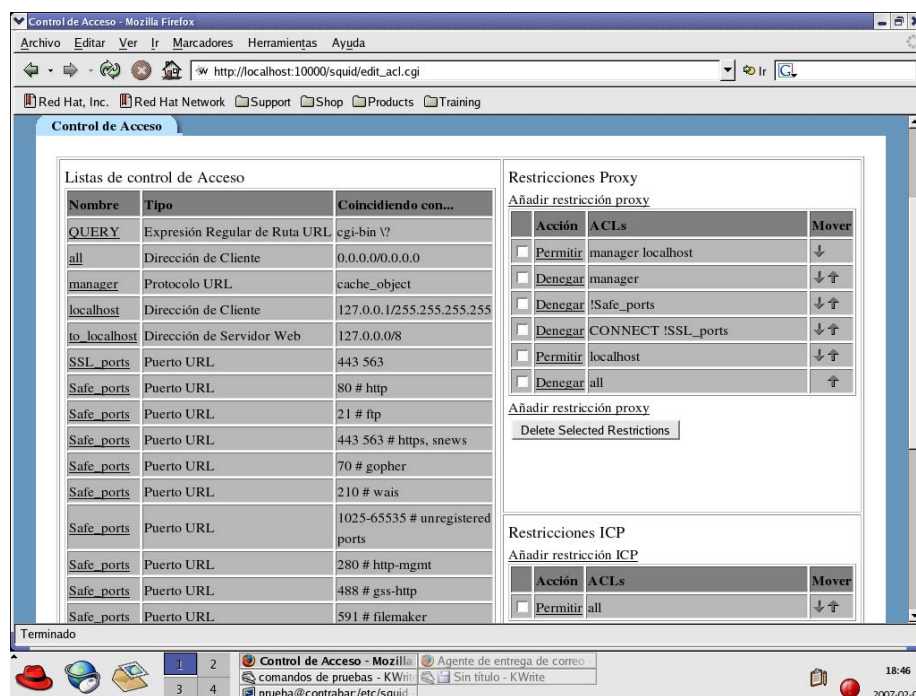 Control de Acceso - Mozilla Firefox
Archivo Editar Ver Ir Marcadores Herramientas Ayuda
http://localhost:10000/squid/edit_acl.cgi
Ir
Red Hat, Inc. Red Hat Network Support Shop Products Training
Control de Acceso
Listas de control de Acceso
Nombre Tipo Coincidiendo con...
QUERY Expresión Regular de Ruta URL cgi-bin \?
all Dirección de Cliente 0.0.0.0/0.0.0.0
manager Protocolo URL cache_object
localhost Dirección de Cliente 127.0.0.1/255.255.255.255
to_localhost Dirección de Servidor Web 127.0.0.0/8
SSL_ports Puerto URL 443 563
Safe_ports Puerto URL 80 # http
Safe_ports Puerto URL 21 # ftp
Safe_ports Puerto URL 443 563 # https, snews
Safe_ports Puerto URL 70 # gopher
Safe_ports Puerto URL 210 # wais
Safe_ports Puerto URL 1025-65535 # unregistered
ports
Safe_ports Puerto URL 280 # http-mgmt
Safe_ports Puerto URL 488 # gss-http
Safe_ports Puerto URL 591 # filemaker
Restricciones Proxy
Añadir restricción proxy
Acción ACLs Mover
Permitir manager localhost
Denegar manager
Denegar !Safe_ports
Denegar CONNECT !SSL_ports
Permitir localhost
Denegar all
Añadir restricción proxy
Delete Selected Restrictions
Restricciones ICP
Añadir restricción ICP
Acción ACLs Mover
Permitir all
Terminado
1 2
3 4
Control de Acceso - Mozilla
Agente de entrega de correo -
comandos de pruebas - KWrit
Sin título - KWrite
prueba@contrabar:/etc/squid
18:46